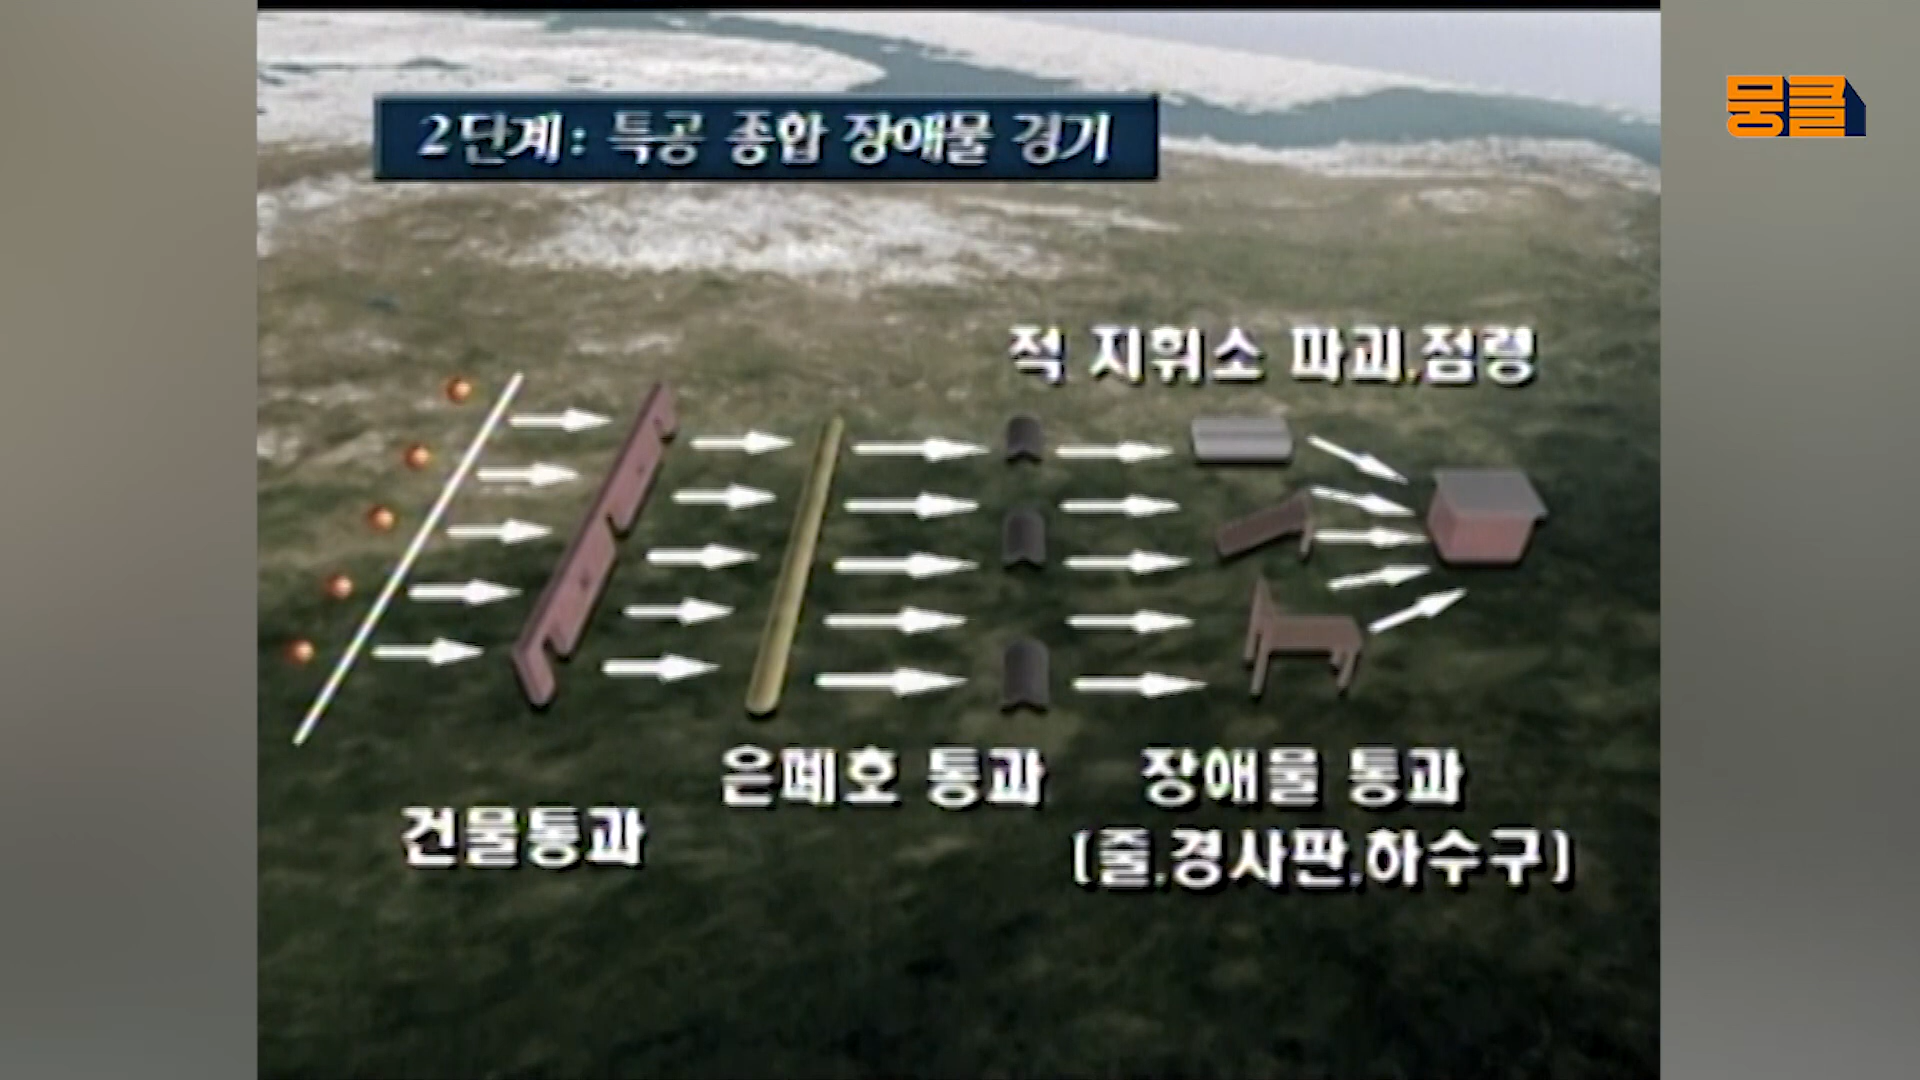 뭉클
2단계: 특공 종합 장애물 경기
적 지휘소 파괴.점령
은폐호 통과
장애물 통과
건물통과
(줄.경사판.하수구)